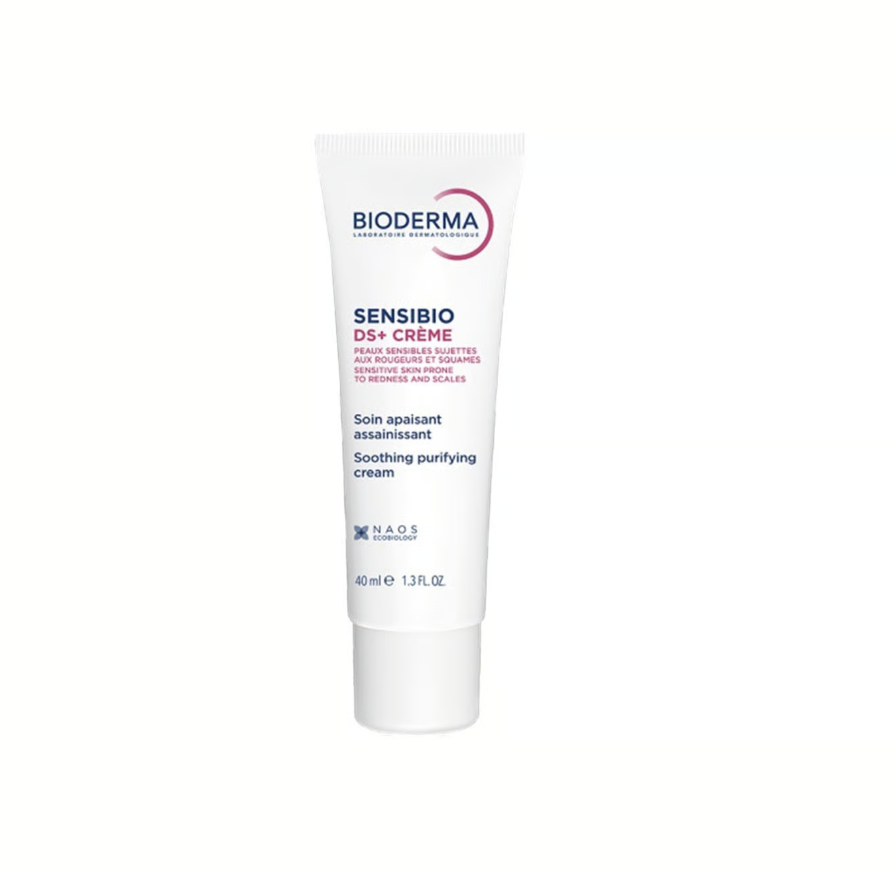 BIODERMA
LABORATOIRE DERMATOLOGIQUE
SENSIBIO
DS+ CRÈME
PEAUX SENSIBLES SUJETTES
AUX ROUGEURS ET SQUAMES
SENSITIVE SKIN PRONE
TO REDNESS AND SCALES
Soin apaisant
assainissant
Soothing purifying
cream
NAOS
ECOBIOLOGY
40 ml ℮ 1.3 FL.OZ.